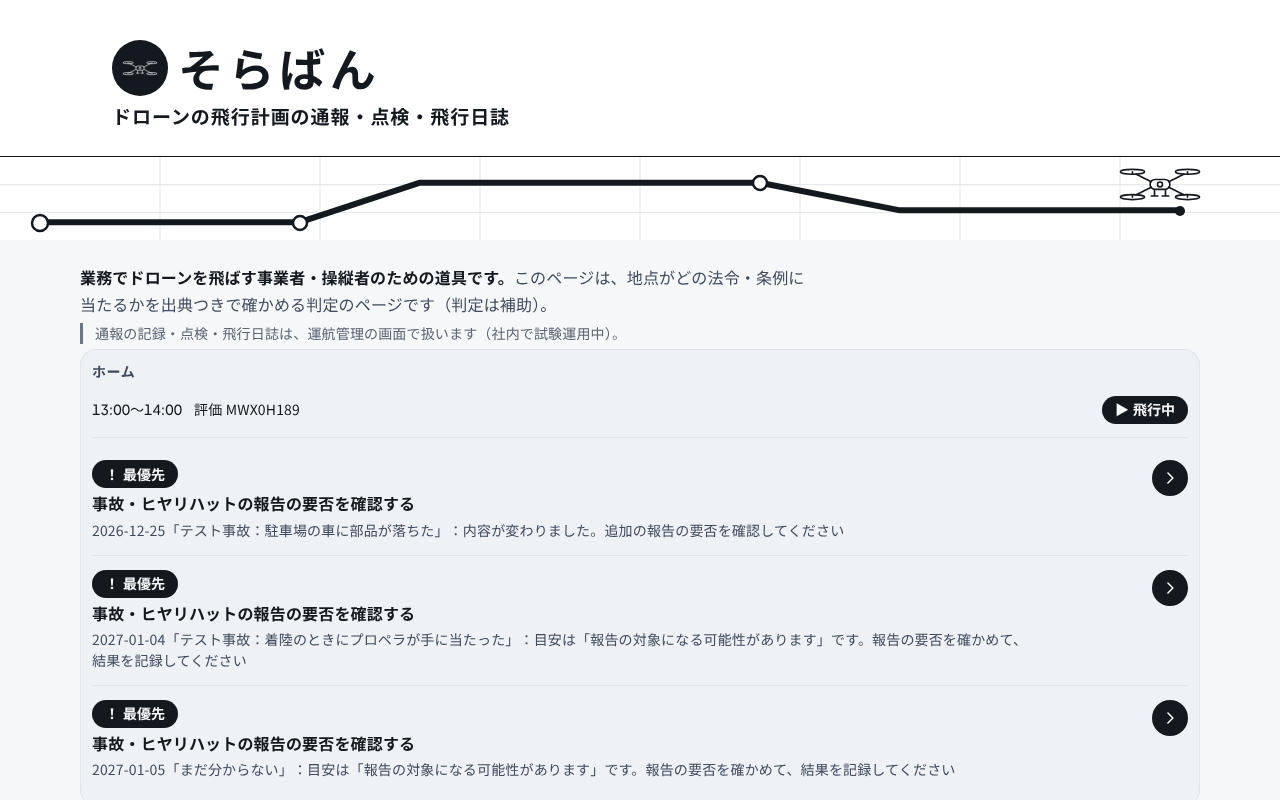 そらばん
ドローンの飛行計画の通報・点検・飛行日誌
業務でドローンを飛ばす事業者・操縦者のための道具です。このページは、地点がどの法令・条例に
当たるかを出典つきで確かめる判定のページです（判定は補助）。
通報の記録・点検・飛行日誌は、運航管理の画面で扱います（社内で試験運用中）。
ホーム
13:00〜14:00 評価 MWX0H189
▶ 飛行中
！ 最優先
事故・ヒヤリハットの報告の要否を確認する
2026-12-25「テスト事故：駐車場の車に部品が落ちた」：内容が変わりました。追加の報告の要否を確認してください
！ 最優先
事故・ヒヤリハットの報告の要否を確認する
2027-01-04「テスト事故：着陸のときにプロペラが手に当たった」：目安は「報告の対象になる可能性があります」です。報告の要否を確かめて、
結果を記録してください
！ 最優先
事故・ヒヤリハットの報告の要否を確認する
2027-01-05「まだ分からない」：目安は「報告の対象になる可能性があります」です。報告の要否を確かめて、結果を記録してください